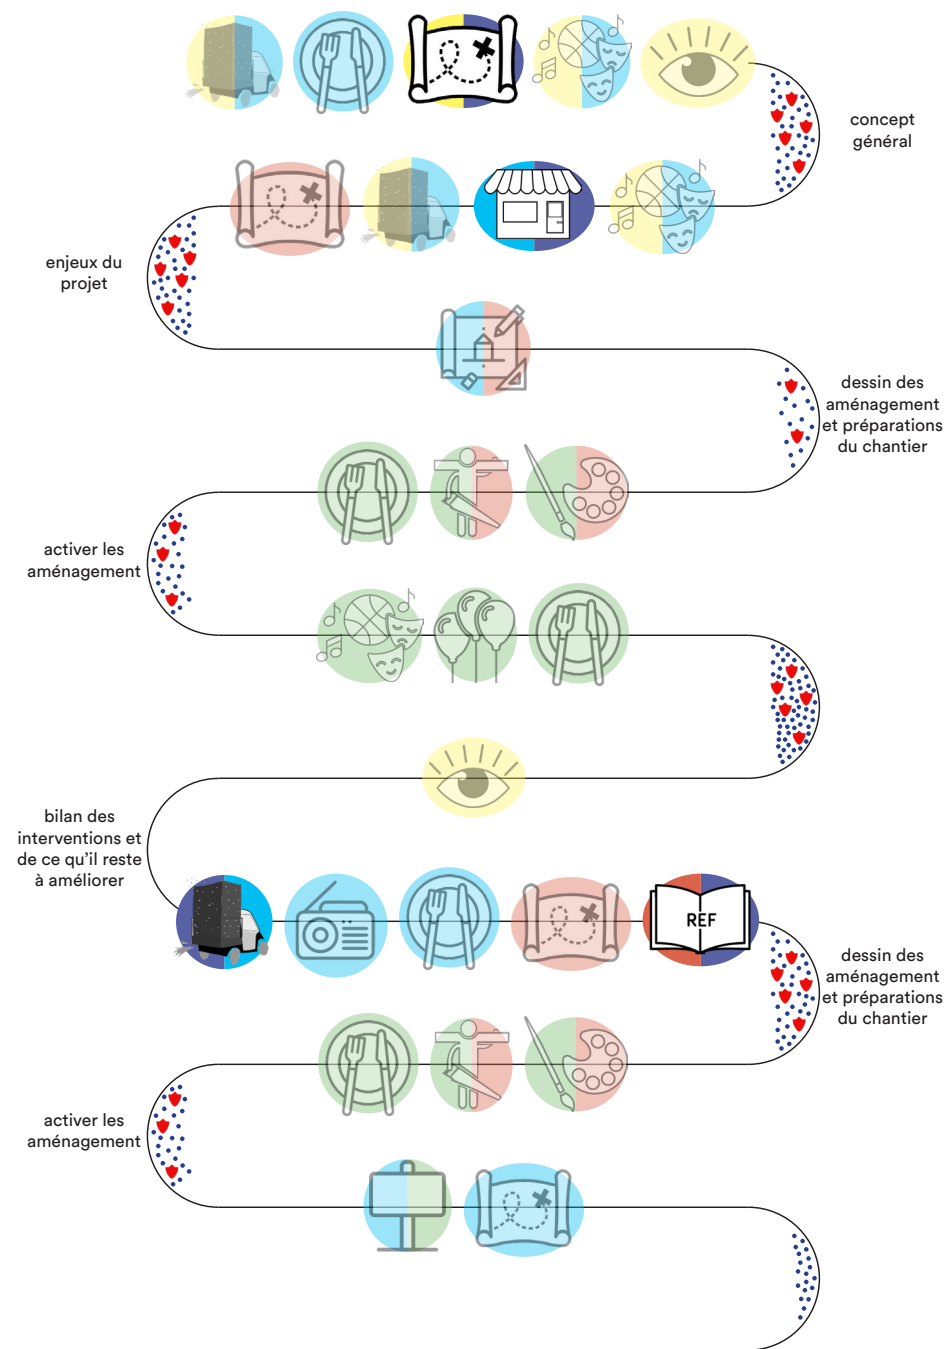 concept
général
enjeux du
projet
dessin des
aménagement
et préparations
du chantier
activer les
aménagement
bilan des
interventions et
de ce qu'il reste
à améliorer
REF
dessin des
aménagement
et préparations
du chantier
activer les
aménagement